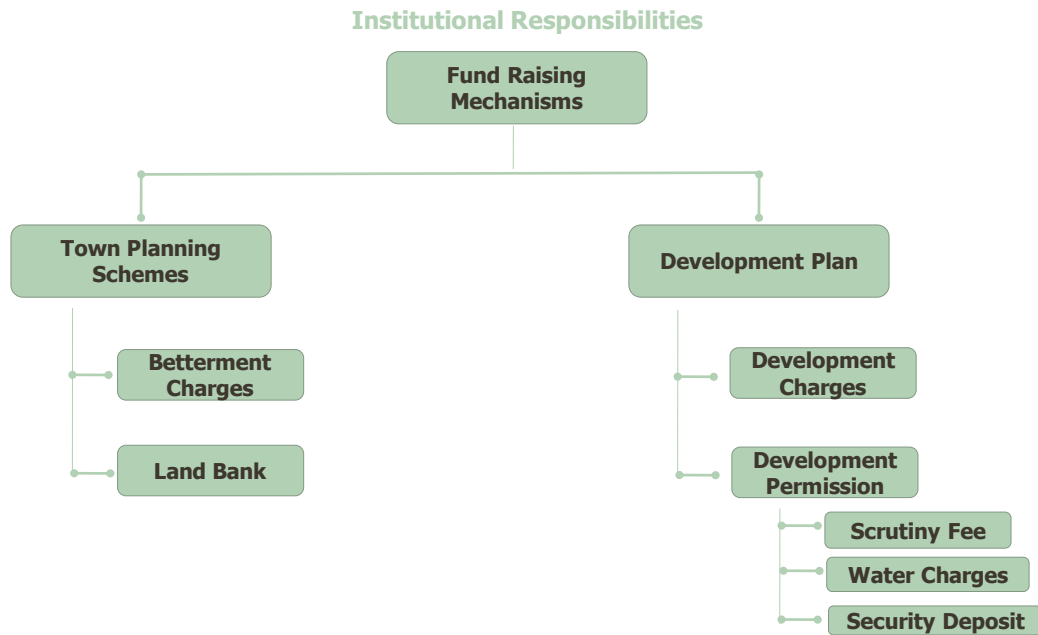 Institutional Responsibilities
Fund Raising
Mechanisms
Town Planning
Schemes
Betterment
Charges
Land Bank
Development Plan
Development
Charges
Development
Permission
Scrutiny Fee
Water Charges
Security Deposit